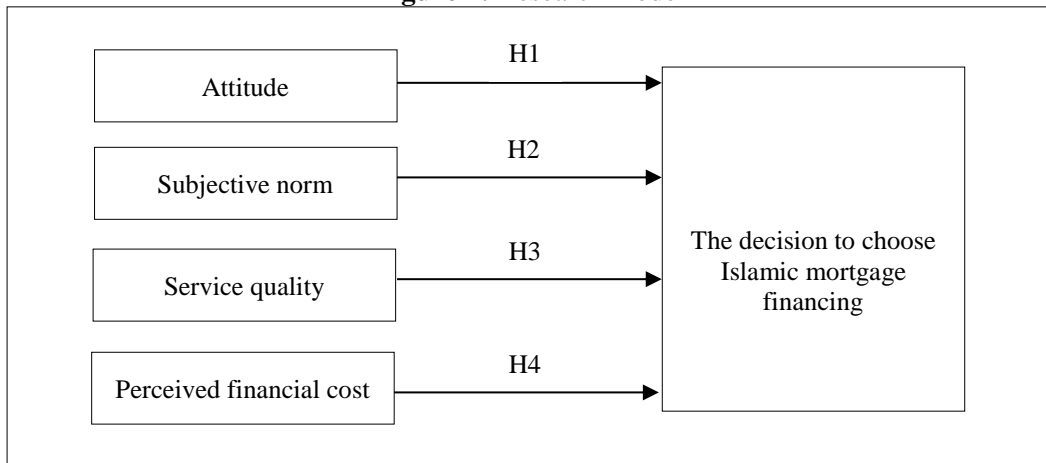 H1
Attitude
H2
Subjective norm
H3
Service quality
H4
Perceived financial cost
The decision to choose
Islamic mortgage
financing